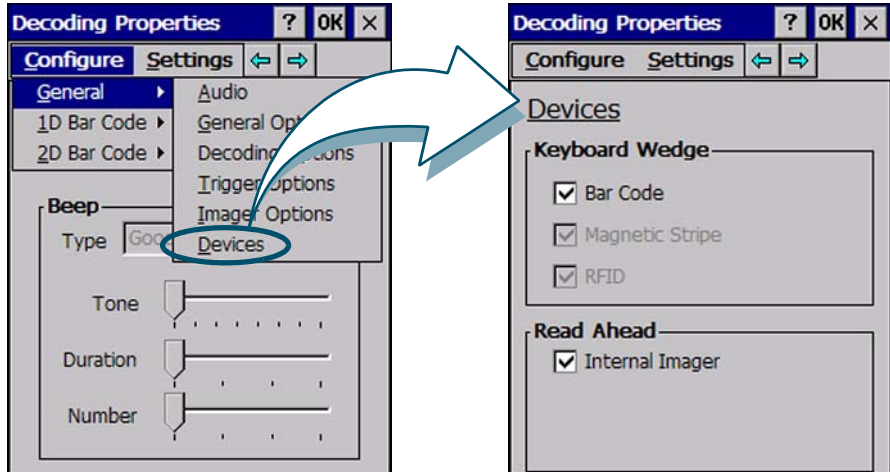 Decoding Properties ? OK ×
Configure Settings
General
1D Bar Code
2D Bar Code
Audio
General
Decoding
Trigger Options
Imager Options
Devices
Beep
Type
Tone
Duration
Number
Decoding Properties ? OK ×
Configure Settings
Devices
Keyboard Wedge
Bar Code
Magnetic Stripe
RFID
Read Ahead
Internal Imager